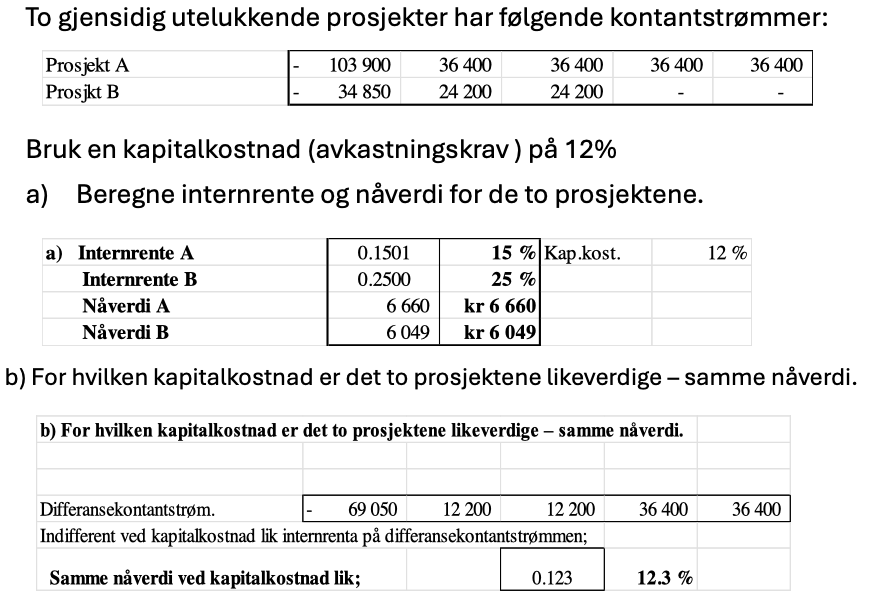 To gjensidig utelukkende prosjekter har følgende kontantstrømmer:
Prosjekt A - 103 900 36 400 36 400 36 400 36 400
Prosjkt B - 34 850 24 200 24 200 - -
Bruk en kapitalkostnad (avkastningskrav ) på 12%
a) Beregne internrente og nåverdi for de to prosjektene.
a) Internrente A 0.1501 15 % Kap.kost. 12 %
Internrente B 0.2500 25 %
Nåverdi A 6 660 kr 6 660
Nåverdi B 6 049 kr 6 049
b) For hvilken kapitalkostnad er det to prosjektene likeverdige – samme nåverdi.
b) For hvilken kapitalkostnad er det to prosjektene likeverdige – samme nåverdi.
Differansekontantstrøm. - 69 050 12 200 12 200 36 400 36 400
Indifferent ved kapitalkostnad lik internrenta på differansekontantstrømmen;
Samme nåverdi ved kapitalkostnad lik; 0.123 12.3 %